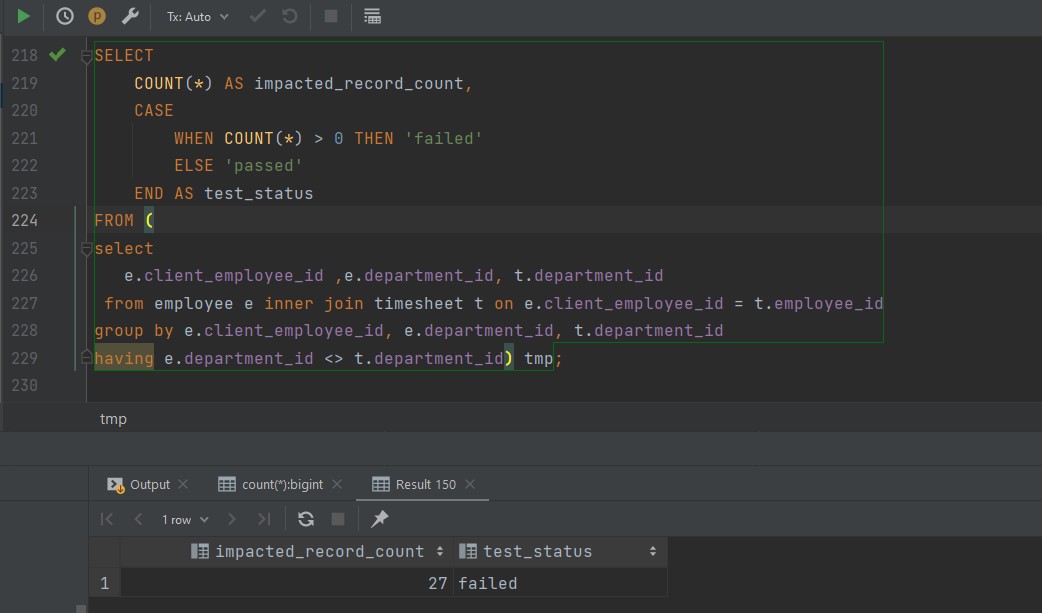 Tx: Auto
218 SELECT
219 COUNT(*) AS impacted_record_count,
220 CASE
221 WHEN COUNT(*) > 0 THEN 'failed'
222 ELSE 'passed'
223 END AS test_status
224 FROM (
225 select
226 e.client_employee_id ,e.department_id, t.department_id
227 from employee e inner join timesheet t on e.client_employee_id = t.employee_id
228 group by e.client_employee_id, e.department_id, t.department_id
229 having e.department_id <> t.department_id) tmp;
230
tmp
Output count(*):bigint Result 150
1 row
impacted_record_count test_status
1 27 failed